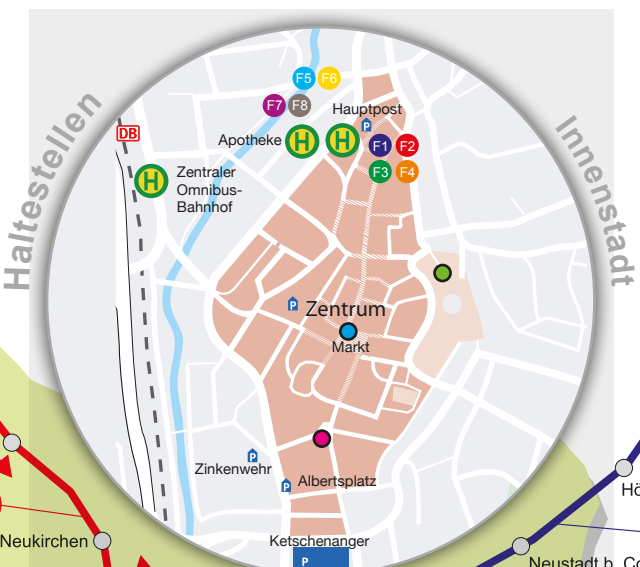 Haltestellen
Innenstadt
F5
F6
F7
F8
Hauptpost
P
DB
Apotheke
H
H
F1
F2
F3
F4
H
Zentraler
Omnibus-
Bahnhof
P
Zentrum
Markt
P
Zinkenwehr
P
Albertsplatz
Ketschenanger
P
Neukirchen
Hö
Neustadt b. Co